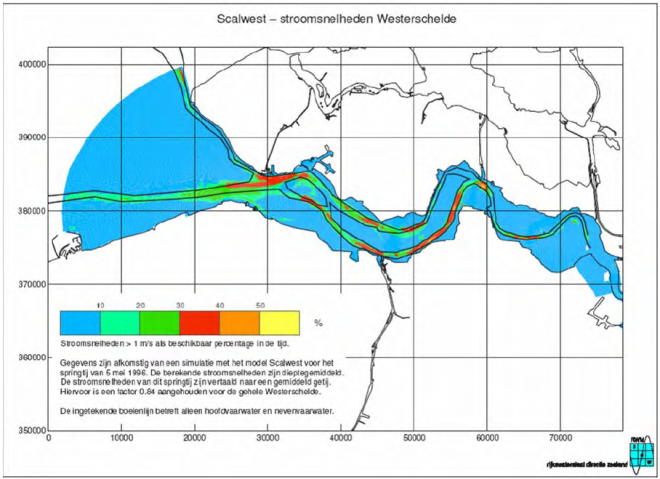 Scalwest – stroomsnelheden Westerschelde
400000
390000
380000
370000
360000
350000
10 20 30 40 50
%
Stroomsnelheden > 1 m/s als beschikbaar percentage in de tijd.
Gegevens zijn afkomstig van een simulatie met het model Scalwest voor het
springtij van 5 mei 1996. De berekende stroomsnelheden zijn dieptegemiddeld.
De stroomsnelheden van dit springtij zijn vertaald naar een gemiddeld getij.
Hiervoor is een factor 0.84 aangehouden voor de gehele Westerschelde.
De ingetekende boeienlijn betreft alleen hoofdvaarwater en nevenvaarwater.
0 10000 20000 30000 40000 50000 60000 70000
rijkswaterstaat directie zeeland